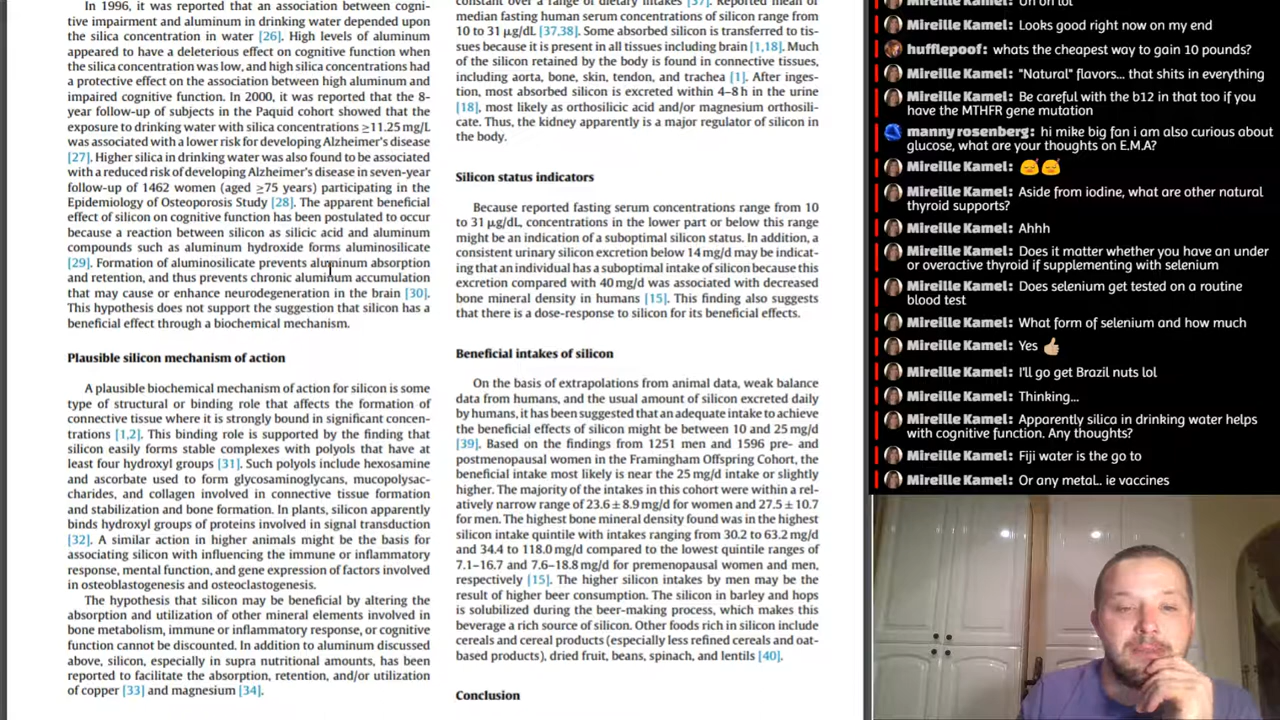 In 1996, it was reported that an association between cogni-
tive impairment and aluminum in drinking water depended upon
the silica concentration in water [26]. High levels of aluminum
appeared to have a deleterious effect on cognitive function when
the silica concentration was low, and high silica concentrations had
a protective effect on the association between high aluminum and
impaired cognitive function. In 2000, it was reported that the 8-
year follow-up of subjects in the Paquid cohort showed that the
exposure to drinking water with silica concentrations ≥11.25 mg/L
was associated with a lower risk for developing Alzheimer's disease
[27]. Higher silica in drinking water was also found to be associated
with a reduced risk of developing Alzheimer's disease in seven-year
follow-up of 1462 women (aged ≥75 years) participating in the
Epidemiology of Osteoporosis Study [28]. The apparent beneficial
effect of silicon on cognitive function has been postulated to occur
because a reaction between silicon as silicic acid and aluminum
compounds such as aluminum hydroxide forms aluminosilicate
[29]. Formation of aluminosilicate prevents aluminum absorption
and retention, and thus prevents chronic aluminum accumulation
that may cause or enhance neurodegeneration in the brain [30].
This hypothesis does not support the suggestion that silicon has a
beneficial effect through a biochemical mechanism.
Plausible silicon mechanism of action
A plausible biochemical mechanism of action for silicon is some
type of structural or binding role that affects the formation of
connective tissue where it is strongly bound in significant concen-
trations [1,2]. This binding role is supported by the finding that
silicon easily forms stable complexes with polyols that have at
least four hydroxyl groups [31]. Such polyols include hexosamine
and ascorbate used to form glycosaminoglycans, mucopolysac-
charides, and collagen involved in connective tissue formation
and stabilization and bone formation. In plants, silicon apparently
binds hydroxyl groups of proteins involved in signal transduction
[32]. A similar action in higher animals might be the basis for
associating silicon with influencing the immune or inflammatory
response, mental function, and gene expression of factors involved
in osteoblastogenesis and osteoclastogenesis.
The hypothesis that silicon may be beneficial by altering the
absorption and utilization of other mineral elements involved in
bone metabolism, immune or inflammatory response, or cognitive
function cannot be discounted. In addition to aluminum discussed
above, silicon, especially in supra nutritional amounts, has been
reported to facilitate the absorption, retention, and/or utilization
of copper [33] and magnesium [34].
constant over a range of dietary intakes [37]. Reported mean or
median fasting human serum concentrations of silicon range from
10 to 31 μg/dL [37,38]. Some absorbed silicon is transferred to tis-
sues because it is present in all tissues including brain [1,18]. Much
of the silicon retained by the body is found in connective tissues,
including aorta, bone, skin, tendon, and trachea [1]. After inges-
tion, most absorbed silicon is excreted within 4–8 h in the urine
[18], most likely as orthosilicic acid and/or magnesium orthosili-
cate. Thus, the kidney apparently is a major regulator of silicon in
the body.
Silicon status indicators
Because reported fasting serum concentrations range from 10
to 31 μg/dL, concentrations in the lower part or below this range
might be an indication of a suboptimal silicon status. In addition, a
consistent urinary silicon excretion below 14 mg/d may be indicat-
ing that an individual has a suboptimal intake of silicon because this
excretion compared with 40 mg/d was associated with decreased
bone mineral density in humans [15]. This finding also suggests
that there is a dose-response to silicon for its beneficial effects.
Beneficial intakes of silicon
On the basis of extrapolations from animal data, weak balance
data from humans, and the usual amount of silicon excreted daily
by humans, it has been suggested that an adequate intake to achieve
the beneficial effects of silicon might be between 10 and 25 mg/d
[39]. Based on the findings from 1251 men and 1596 pre- and
postmenopausal women in the Framingham Offspring Cohort, the
beneficial intake most likely is near the 25 mg/d intake or slightly
higher. The majority of the intakes in this cohort were within a rel-
atively narrow range of 23.6 ± 8.9 mg/d for women and 27.5 ± 10.7
for men. The highest bone mineral density found was in the highest
silicon intake quintile with intakes ranging from 30.2 to 63.2 mg/d
and 34.4 to 118.0 mg/d compared to the lowest quintile ranges of
7.1–16.7 and 7.6–18.8 mg/d for premenopausal women and men,
respectively [15]. The higher silicon intakes by men may be the
result of higher beer consumption. The silicon in barley and hops
is solubilized during the beer-making process, which makes this
beverage a rich source of silicon. Other foods rich in silicon include
cereals and cereal products (especially less refined cereals and oat-
based products), dried fruit, beans, spinach, and lentils [40].
Conclusion
Mireille Kamel: Uh oh lol
Mireille Kamel: Looks good right now on my end
hufflepoof: whats the cheapest way to gain 10 pounds?
Mireille Kamel: "Natural" flavors... that shits in everything
Mireille Kamel: Be careful with the b12 in that too if you
have the MTHFR gene mutation
manny rosenberg: hi mike big fan i am also curious about
glucose, what are your thoughts on E.M.A?
Mireille Kamel: 😴😴
Mireille Kamel: Aside from iodine, what are other natural
thyroid supports?
Mireille Kamel: Ahhh
Mireille Kamel: Does it matter whether you have an under
or overactive thyroid if supplementing with selenium
Mireille Kamel: Does selenium get tested on a routine
blood test
Mireille Kamel: What form of selenium and how much
Mireille Kamel: Yes 👍🏼
Mireille Kamel: I'll go get Brazil nuts lol
Mireille Kamel: Thinking...
Mireille Kamel: Apparently silica in drinking water helps
with cognitive function. Any thoughts?
Mireille Kamel: Fiji water is the go to
Mireille Kamel: Or any metal.. ie vaccines